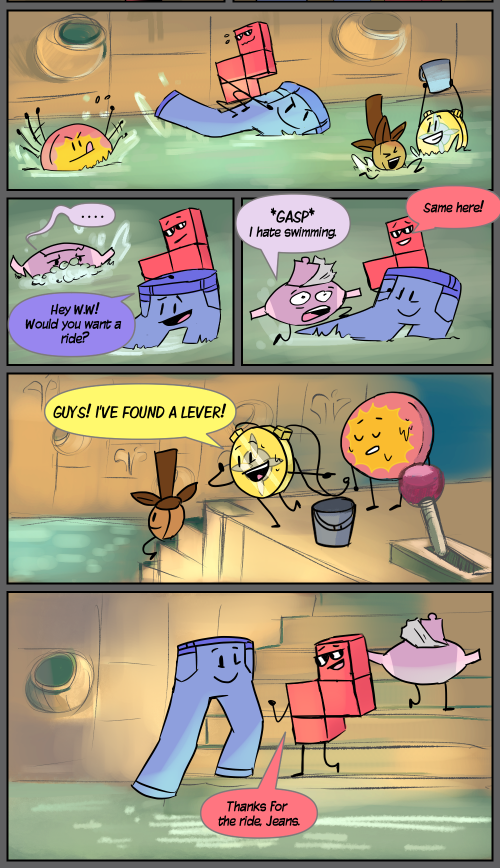 ....
Hey W.W!
Would you want a
ride?
*GASP*
I hate swimming.
Same here!
GUYS! I'VE FOUND A LEVER!
Thanks For
the ride, Jeans.